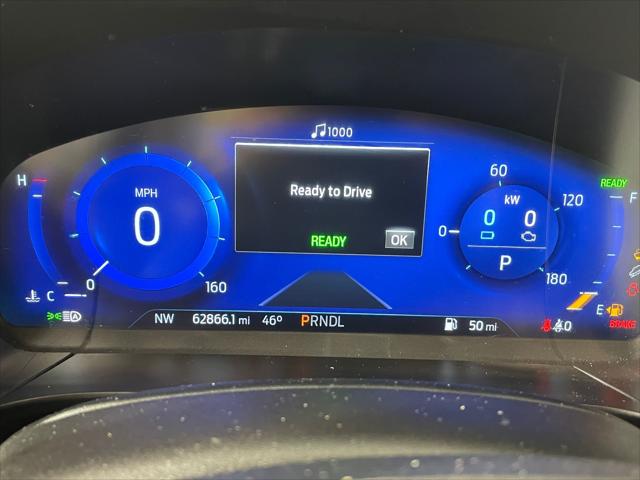 1000
H
MPH
0
C
0
160
Ready to Drive
READY
OK
60
kW
120
0
0 0
P
180
READY
F
E
A
NW 62866.1 mi 46° PRNDL
50 mi
0
BRAKE